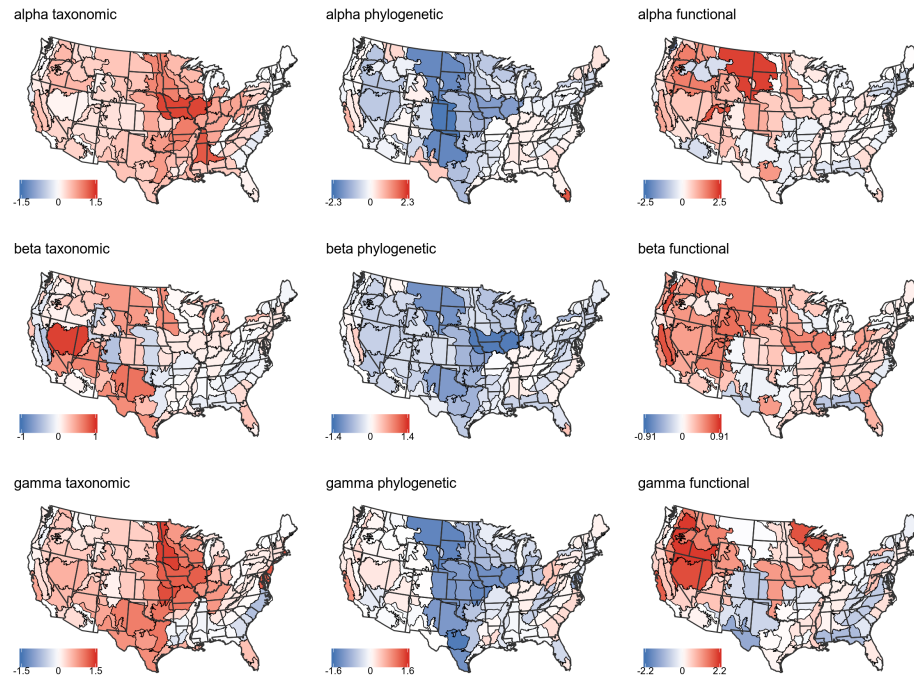 alpha taxonomic alpha phylogenetic alpha functional
-1.5 0 1.5 -2.3 0 2.3 -2.5 0 2.5
beta taxonomic beta phylogenetic beta functional
-1 0 1 -1.4 0 1.4 -0.91 0 0.91
gamma taxonomic gamma phylogenetic gamma functional
-1.5 0 1.5 -1.6 0 1.6 -2.2 0 2.2